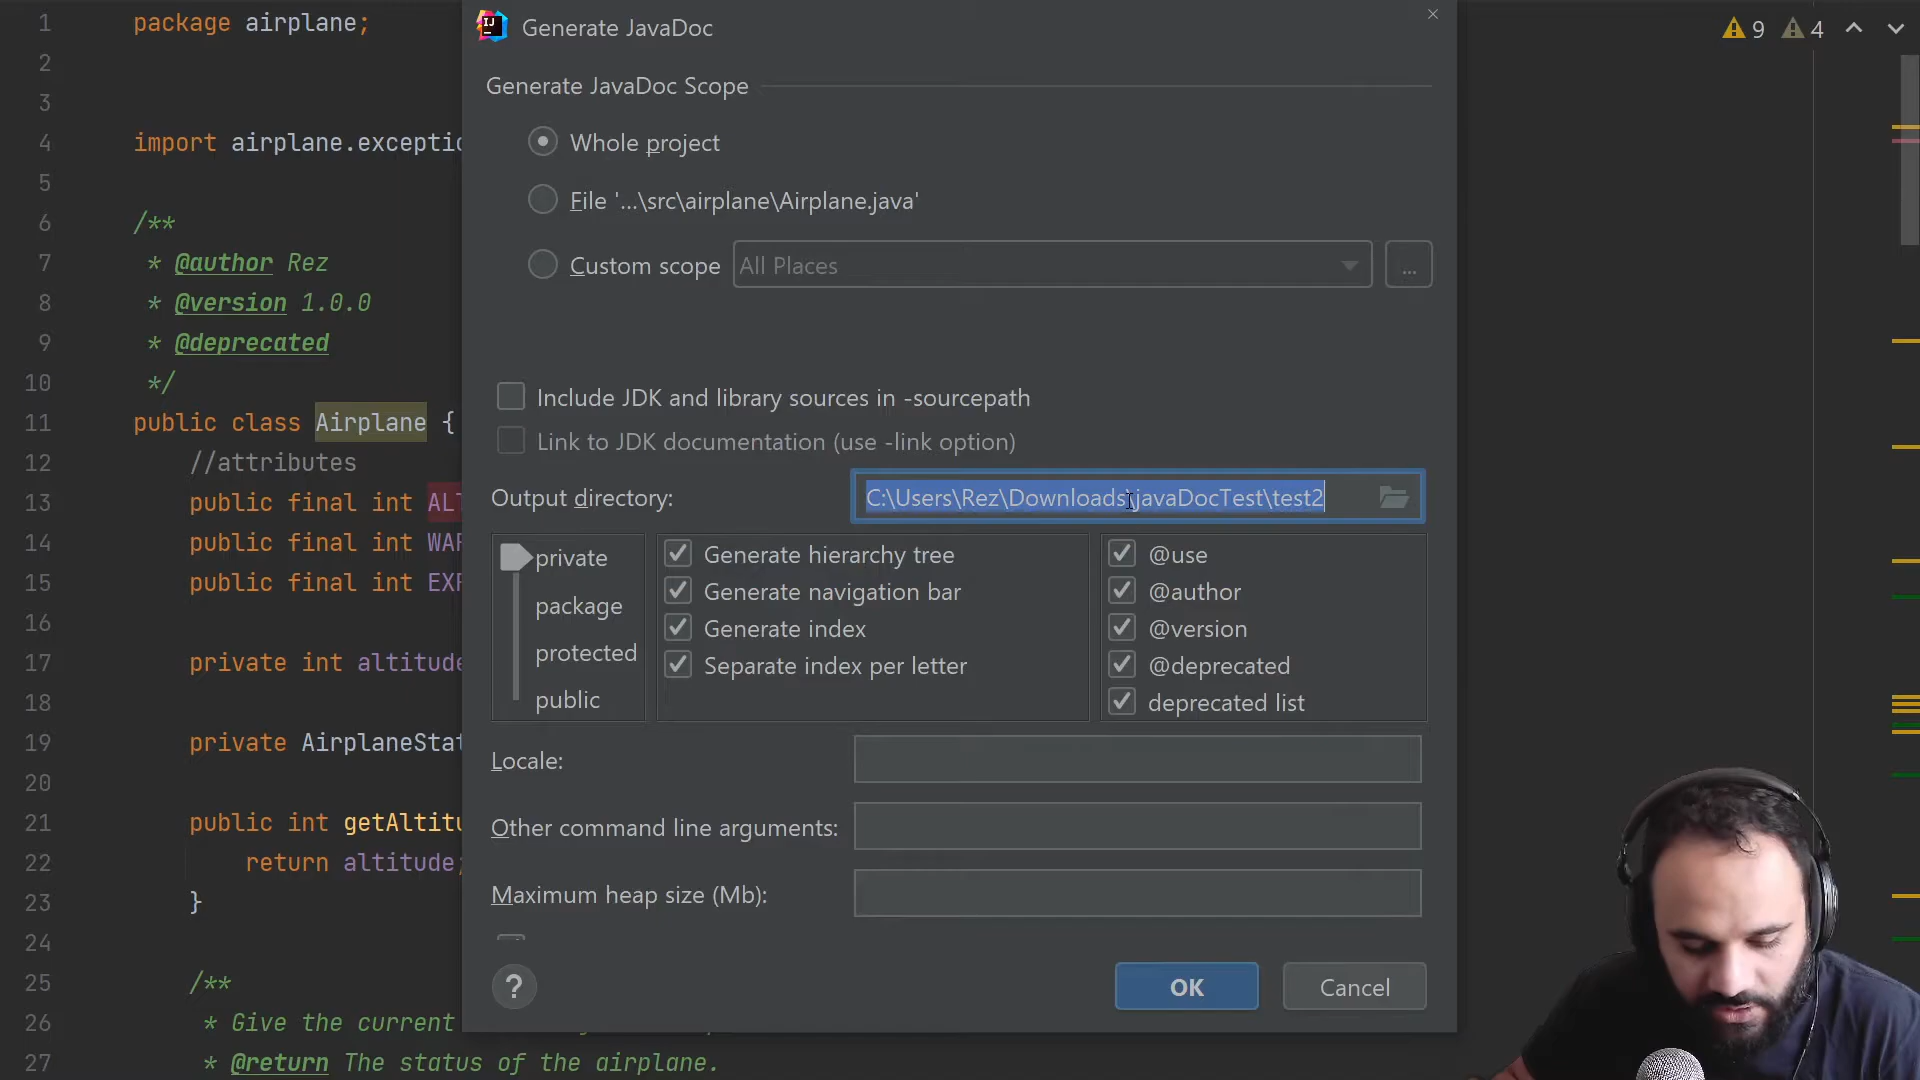 1 package airplane;
2
3
4 import airplane.exceptio
5
6 /**
7 * @author Rez
8 * @version 1.0.0
9 * @deprecated
10 */
11 public class Airplane {
12 //attributes
13 public final int ALT
14 public final int WAR
15 public final int EXP
16
17 private int altitude
18
19 private AirplaneStat
20
21 public int getAltitu
22 return altitude;
23 }
24
25 /**
26 * Give the current
27 * @return The status of the airplane.
IJ
Generate JavaDoc
Generate JavaDoc Scope
Whole project
File '...\src\airplane\Airplane.java'
Custom scope All Places ...
Include JDK and library sources in -sourcepath
Link to JDK documentation (use -link option)
Output directory: C:\Users\Rez\Downloads\javaDocTest\test2
private
package
protected
public
Generate hierarchy tree
Generate navigation bar
Generate index
Separate index per letter
@use
@author
@version
@deprecated
deprecated list
Locale:
Other command line arguments:
Maximum heap size (Mb):
?
OK
Cancel
9 4